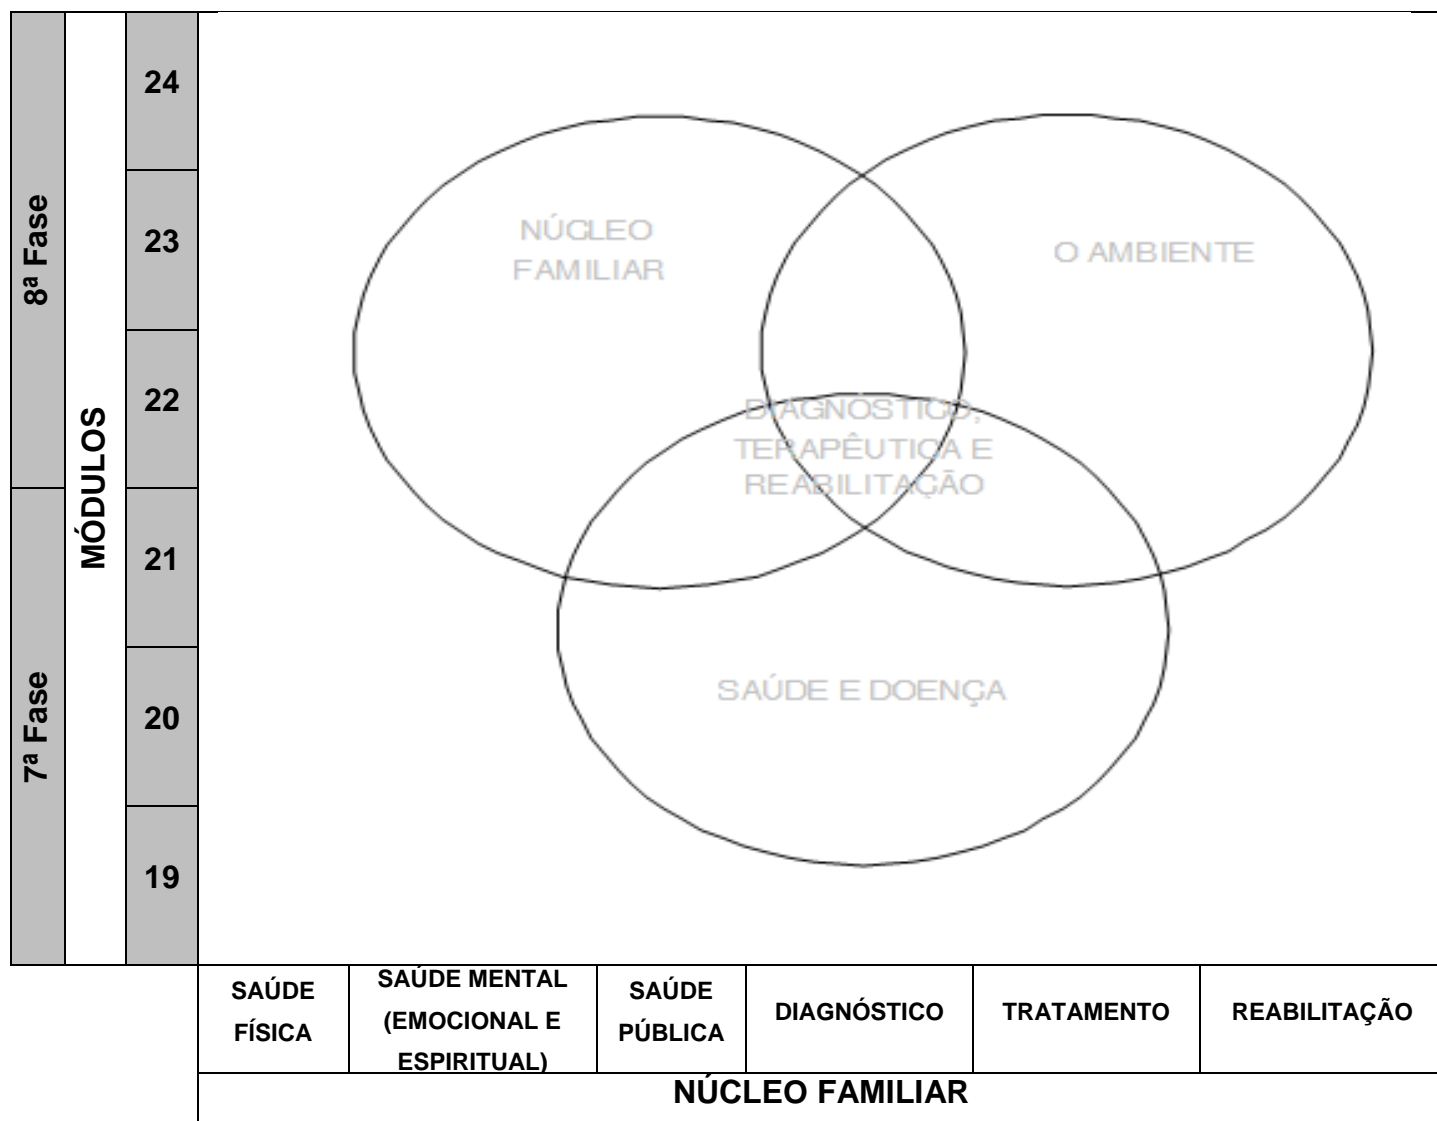 8ª Fase
7ª Fase
MÓDULOS
24
23
22
21
20
19
NÚCLEO
FAMILIAR
O AMBIENTE
DIAGNÓSTICO,
TERAPÊUTICA E
REABILITAÇÃO
SAÚDE E DOENÇA
SAÚDE
FÍSICA
SAÚDE MENTAL
(EMOCIONAL E
ESPIRITUAL)
SAÚDE
PÚBLICA
DIAGNÓSTICO
TRATAMENTO
REABILITAÇÃO
NÚCLEO FAMILIAR